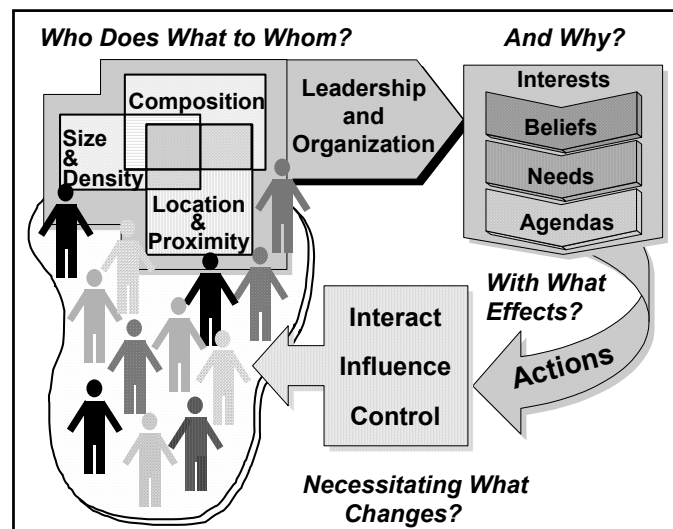 Who Does What to Whom?
And Why?
Composition
Size
&
Density
Location
&
Proximity
Leadership
and
Organization
Interests
Beliefs
Needs
Agendas
With What
Effects?
Actions
Interact
Influence
Control
Necessitating What
Changes?